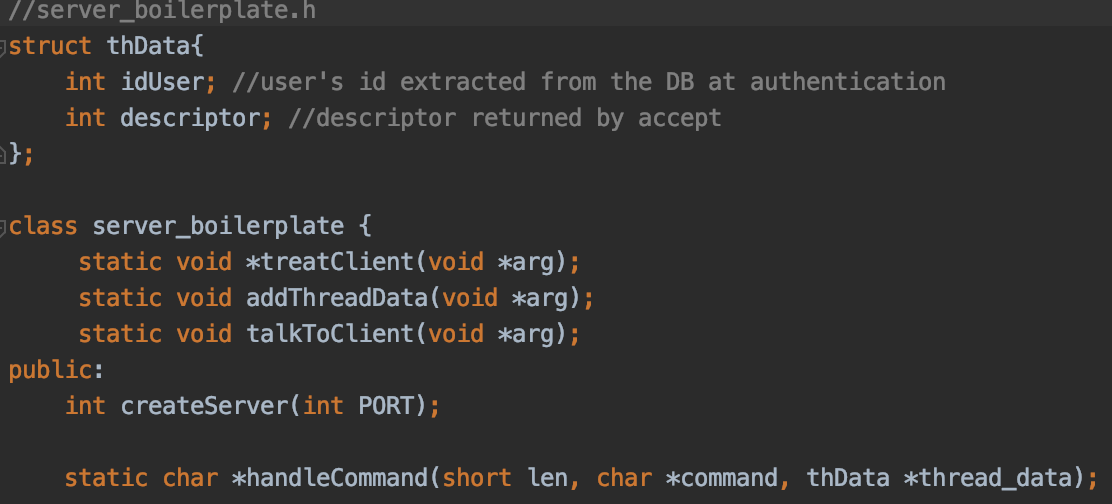 //server_boilerplate.h
struct thData{
    int idUser; //user's id extracted from the DB at authentication
    int descriptor; //descriptor returned by accept
};

class server_boilerplate {
     static void *treatClient(void *arg);
     static void addThreadData(void *arg);
     static void talkToClient(void *arg);
public:
    int createServer(int PORT);

    static char *handleCommand(short len, char *command, thData *thread_data);